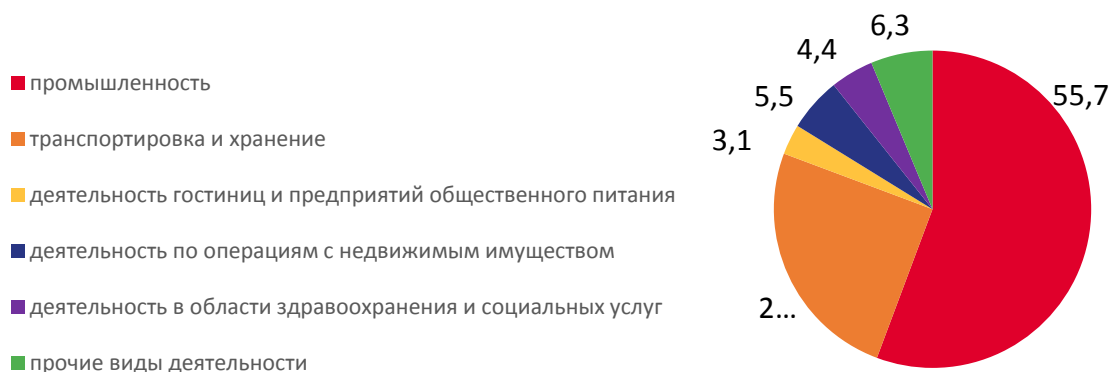 промышленность
транспортировка и хранение
деятельность гостиниц и предприятий общественного питания
деятельность по операциям с недвижимым имуществом
деятельность в области здравоохранения и социальных услуг
прочие виды деятельности
6,3
4,4
5,5
3,1
2...
55,7